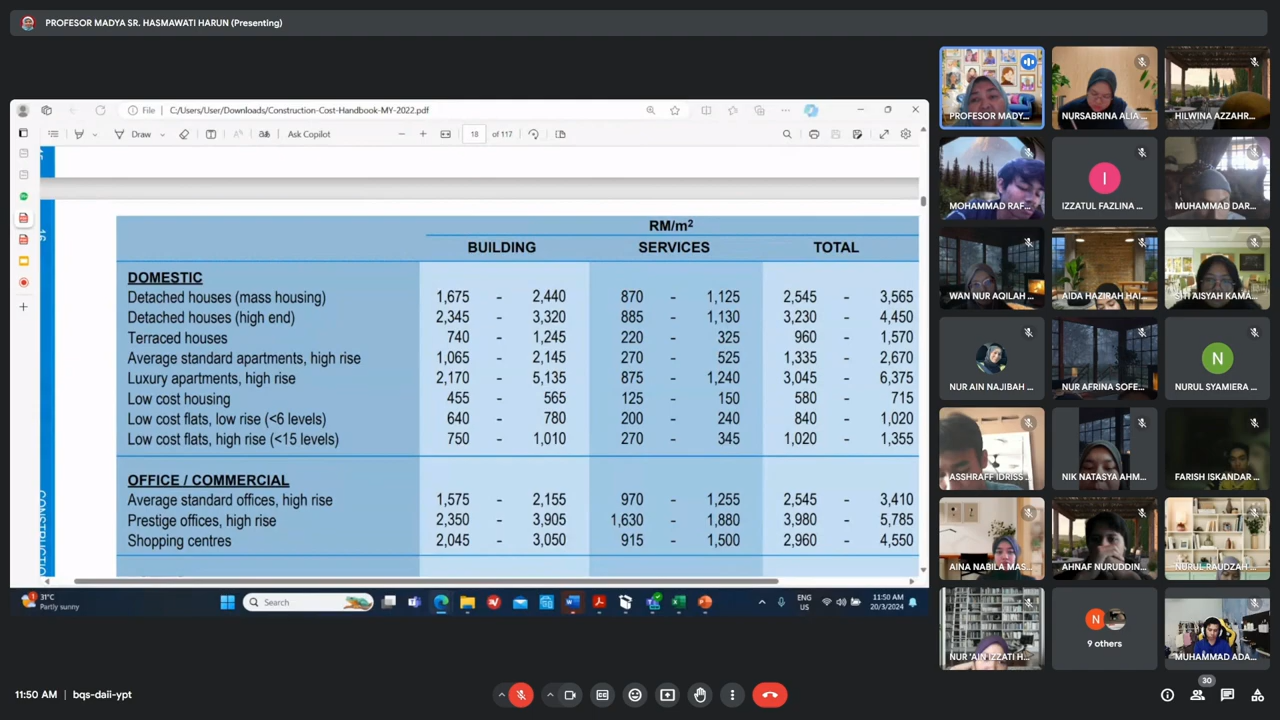 PROFESOR MADYA SR. HASMAWATI HARUN (Presenting)
File
C:/Users/User/Downloads/Construction-Cost-Handbook-MY-2022.pdf
Draw
Ask Copilot
18 of 117
RM/m²
BUILDING SERVICES TOTAL
DOMESTIC
Detached houses (mass housing) 1,675 - 2,440 870 - 1,125 2,545 - 3,565
Detached houses (high end) 2,345 - 3,320 885 - 1,130 3,230 - 4,450
Terraced houses 740 - 1,245 220 - 325 960 - 1,570
Average standard apartments, high rise 1,065 - 2,145 270 - 525 1,335 - 2,670
Luxury apartments, high rise 2,170 - 5,135 875 - 1,240 3,045 - 6,375
Low cost housing 455 - 565 125 - 150 580 - 715
Low cost flats, low rise (<6 levels) 640 - 780 200 - 240 840 - 1,020
Low cost flats, high rise (<15 levels) 750 - 1,010 270 - 345 1,020 - 1,355
OFFICE / COMMERCIAL
Average standard offices, high rise 1,575 - 2,155 970 - 1,255 2,545 - 3,410
Prestige offices, high rise 2,350 - 3,905 1,630 - 1,880 3,980 - 5,785
Shopping centres 2,045 - 3,050 915 - 1,500 2,960 - 4,550
31°C
Partly sunny
Search
ENG
US
11:50 AM
20/3/2024
PROFESOR MADY...
NURSABRINA ALIA ...
HILWINA AZZAHR...
MOHAMMAD RAF...
I
IZZATUL FAZLINA ...
MUHAMMAD DAR...
WAN NUR AQILAH ...
AIDA HAZIRAH HAI...
SITI AISYAH KAMA...
NUR AIN NAJIBAH ...
NUR AFRINA SOFE...
N
NURUL SYAMIERA ...
ASSHRAFF IDRISS ...
NIK NATASYA AHM...
FARISH ISKANDAR ...
AINA NABILA MAS...
AHNAF NURUDDIN...
NURUL RAUDZAH ...
NUR 'AIN IZZATI H...
N
9 others
MUHAMMAD ADA...
11:50 AM | bqs-daii-ypt
30